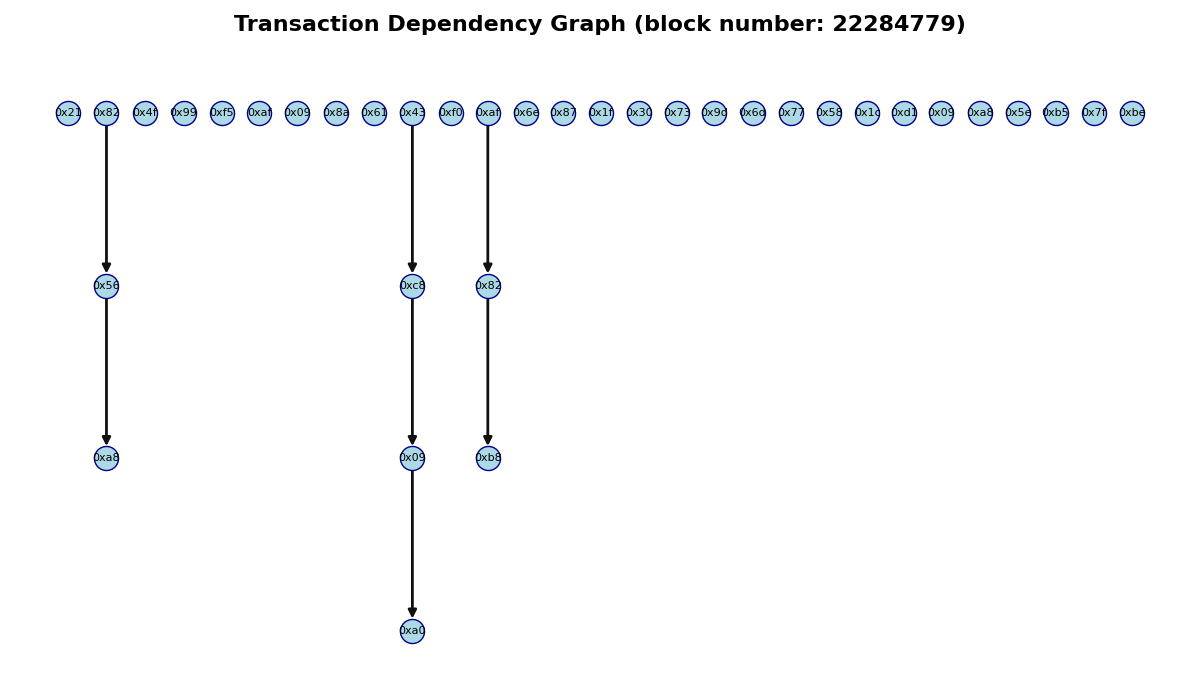 Transaction Dependency Graph (block number: 22284779)
0x21 0x82 0x4f 0x99 0xf5 0xaf 0x09 0x8a 0x61 0x43 0xf0 0xaf 0x6e 0x87 0x1f 0x30 0x73 0x9d 0x6d 0x77 0x58 0x1c 0xd1 0x09 0xa8 0x5e 0xb5 0x7f 0xbe
0x56 0xc8 0x82
0xa8 0x09 0xb8
0xa0